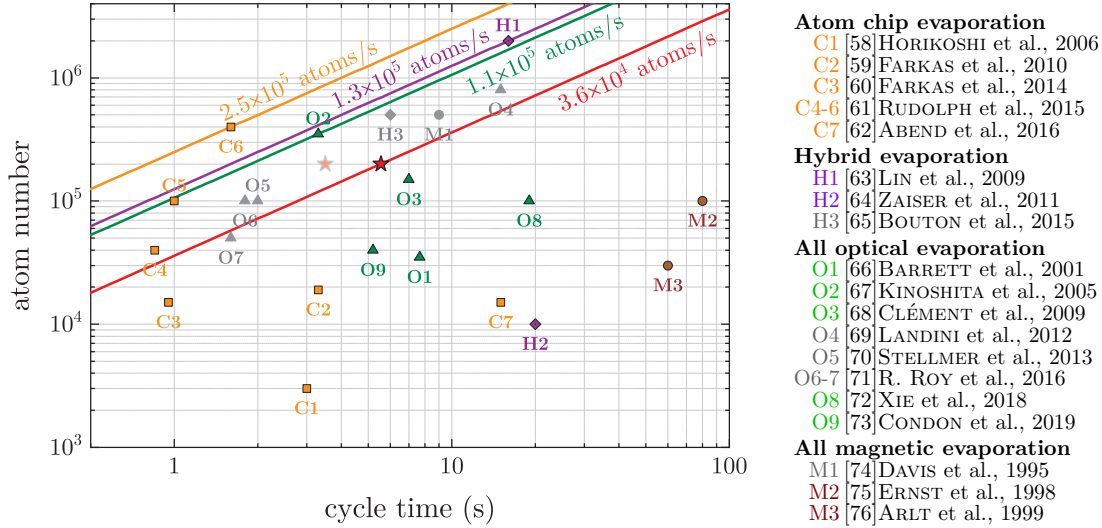 atom number
10^6
10^5
10^4
10^3
1
10
100
cycle time (s)
2.5×10^5 atoms/s
1.3×10^5 atoms/s
1.1×10^5 atoms/s
3.6×10^4 atoms/s
H1
O4
O2
H3
M1
C6
C5
O5
O6
O3
O8
M2
O7
C4
O9
O1
M3
C3
C2
C7
H2
C1
Atom chip evaporation
C1 [58] HORIKOSHI et al., 2006
C2 [59] FARKAS et al., 2010
C3 [60] FARKAS et al., 2014
C4-6 [61] RUDOLPH et al., 2015
C7 [62] ABEND et al., 2016
Hybrid evaporation
H1 [63] LIN et al., 2009
H2 [64] ZAISER et al., 2011
H3 [65] BOUTON et al., 2015
All optical evaporation
O1 [66] BARRETT et al., 2001
O2 [67] KINOSHITA et al., 2005
O3 [68] CLÉMENT et al., 2009
O4 [69] LANDINI et al., 2012
O5 [70] STELLMER et al., 2013
O6-7 [71] R. ROY et al., 2016
O8 [72] XIE et al., 2018
O9 [73] CONDON et al., 2019
All magnetic evaporation
M1 [74] DAVIS et al., 1995
M2 [75] ERNST et al., 1998
M3 [76] ARLT et al., 1999